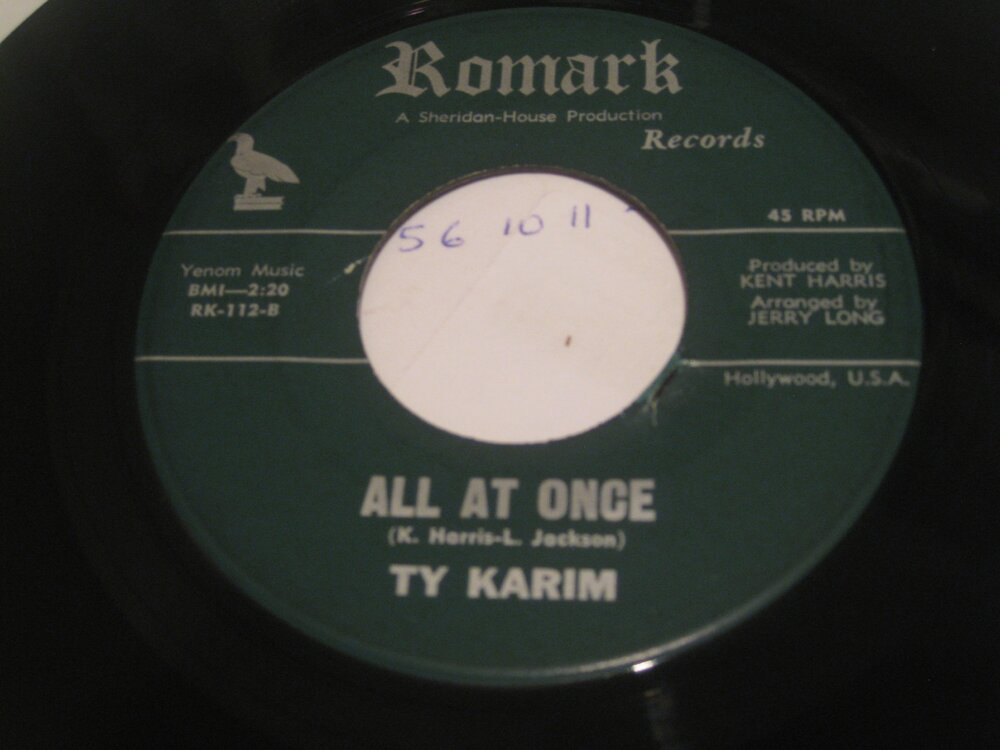 Romark
A Sheridan-House Production
Records
45 RPM
56 10 11
Yenom Music
BMI—2:20
RK-112-B
Produced by
KENT HARRIS
Arranged by
JERRY LONG
Hollywood, U.S.A.
ALL AT ONCE
(K. Harris-L. Jackson)
TY KARIM